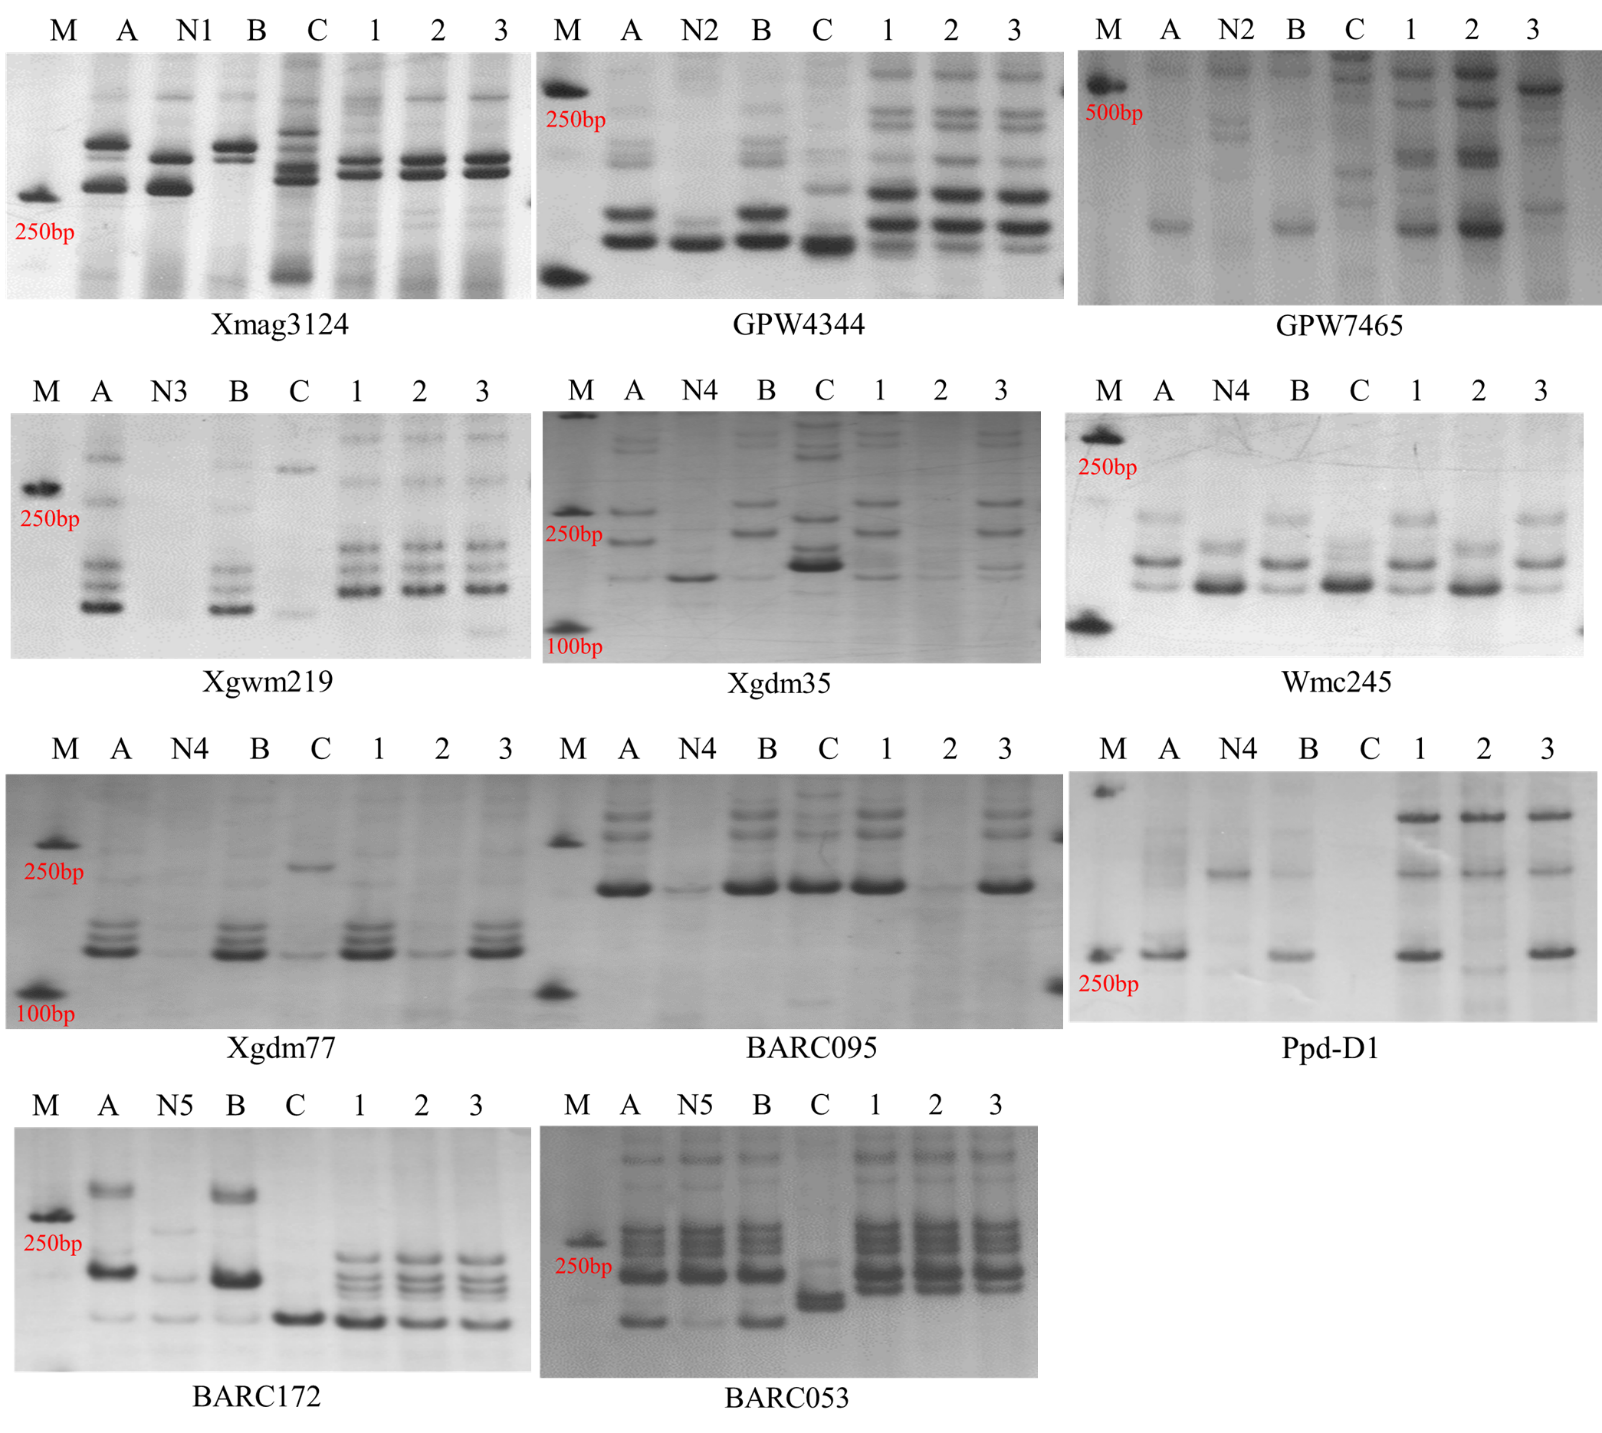 M A N1 B C 1 2 3
250bp
Xmag3124
M A N2 B C 1 2 3
250bp
GPW4344
M A N2 B C 1 2 3
500bp
GPW7465
M A N3 B C 1 2 3
250bp
Xgwm219
M A N4 B C 1 2 3
250bp
100bp
Xgdm35
M A N4 B C 1 2 3
250bp
Wmc245
M A N4 B C 1 2 3
250bp
100bp
Xgdm77
M A N4 B C 1 2 3
BARC095
M A N4 B C 1 2 3
250bp
Ppd-D1
M A N5 B C 1 2 3
250bp
BARC172
M A N5 B C 1 2 3
250bp
BARC053